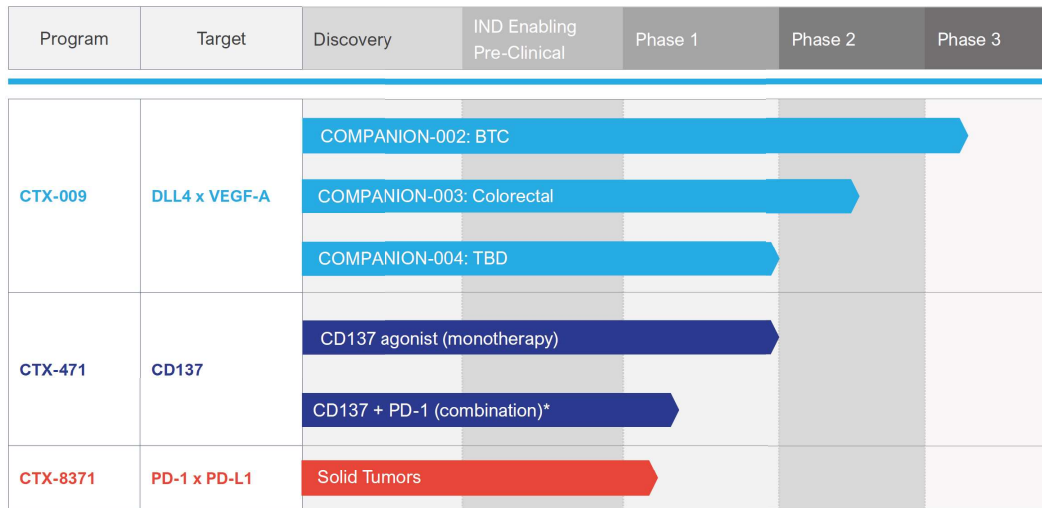 Program
Target
Discovery
IND Enabling
Pre-Clinical
Phase 1
Phase 2
Phase 3
CTX-009
DLL4 x VEGF-A
COMPANION-002: BTC
COMPANION-003: Colorectal
COMPANION-004: TBD
CTX-471
CD137
CD137 agonist (monotherapy)
CD137 + PD-1 (combination)*
CTX-8371
PD-1 x PD-L1
Solid Tumors